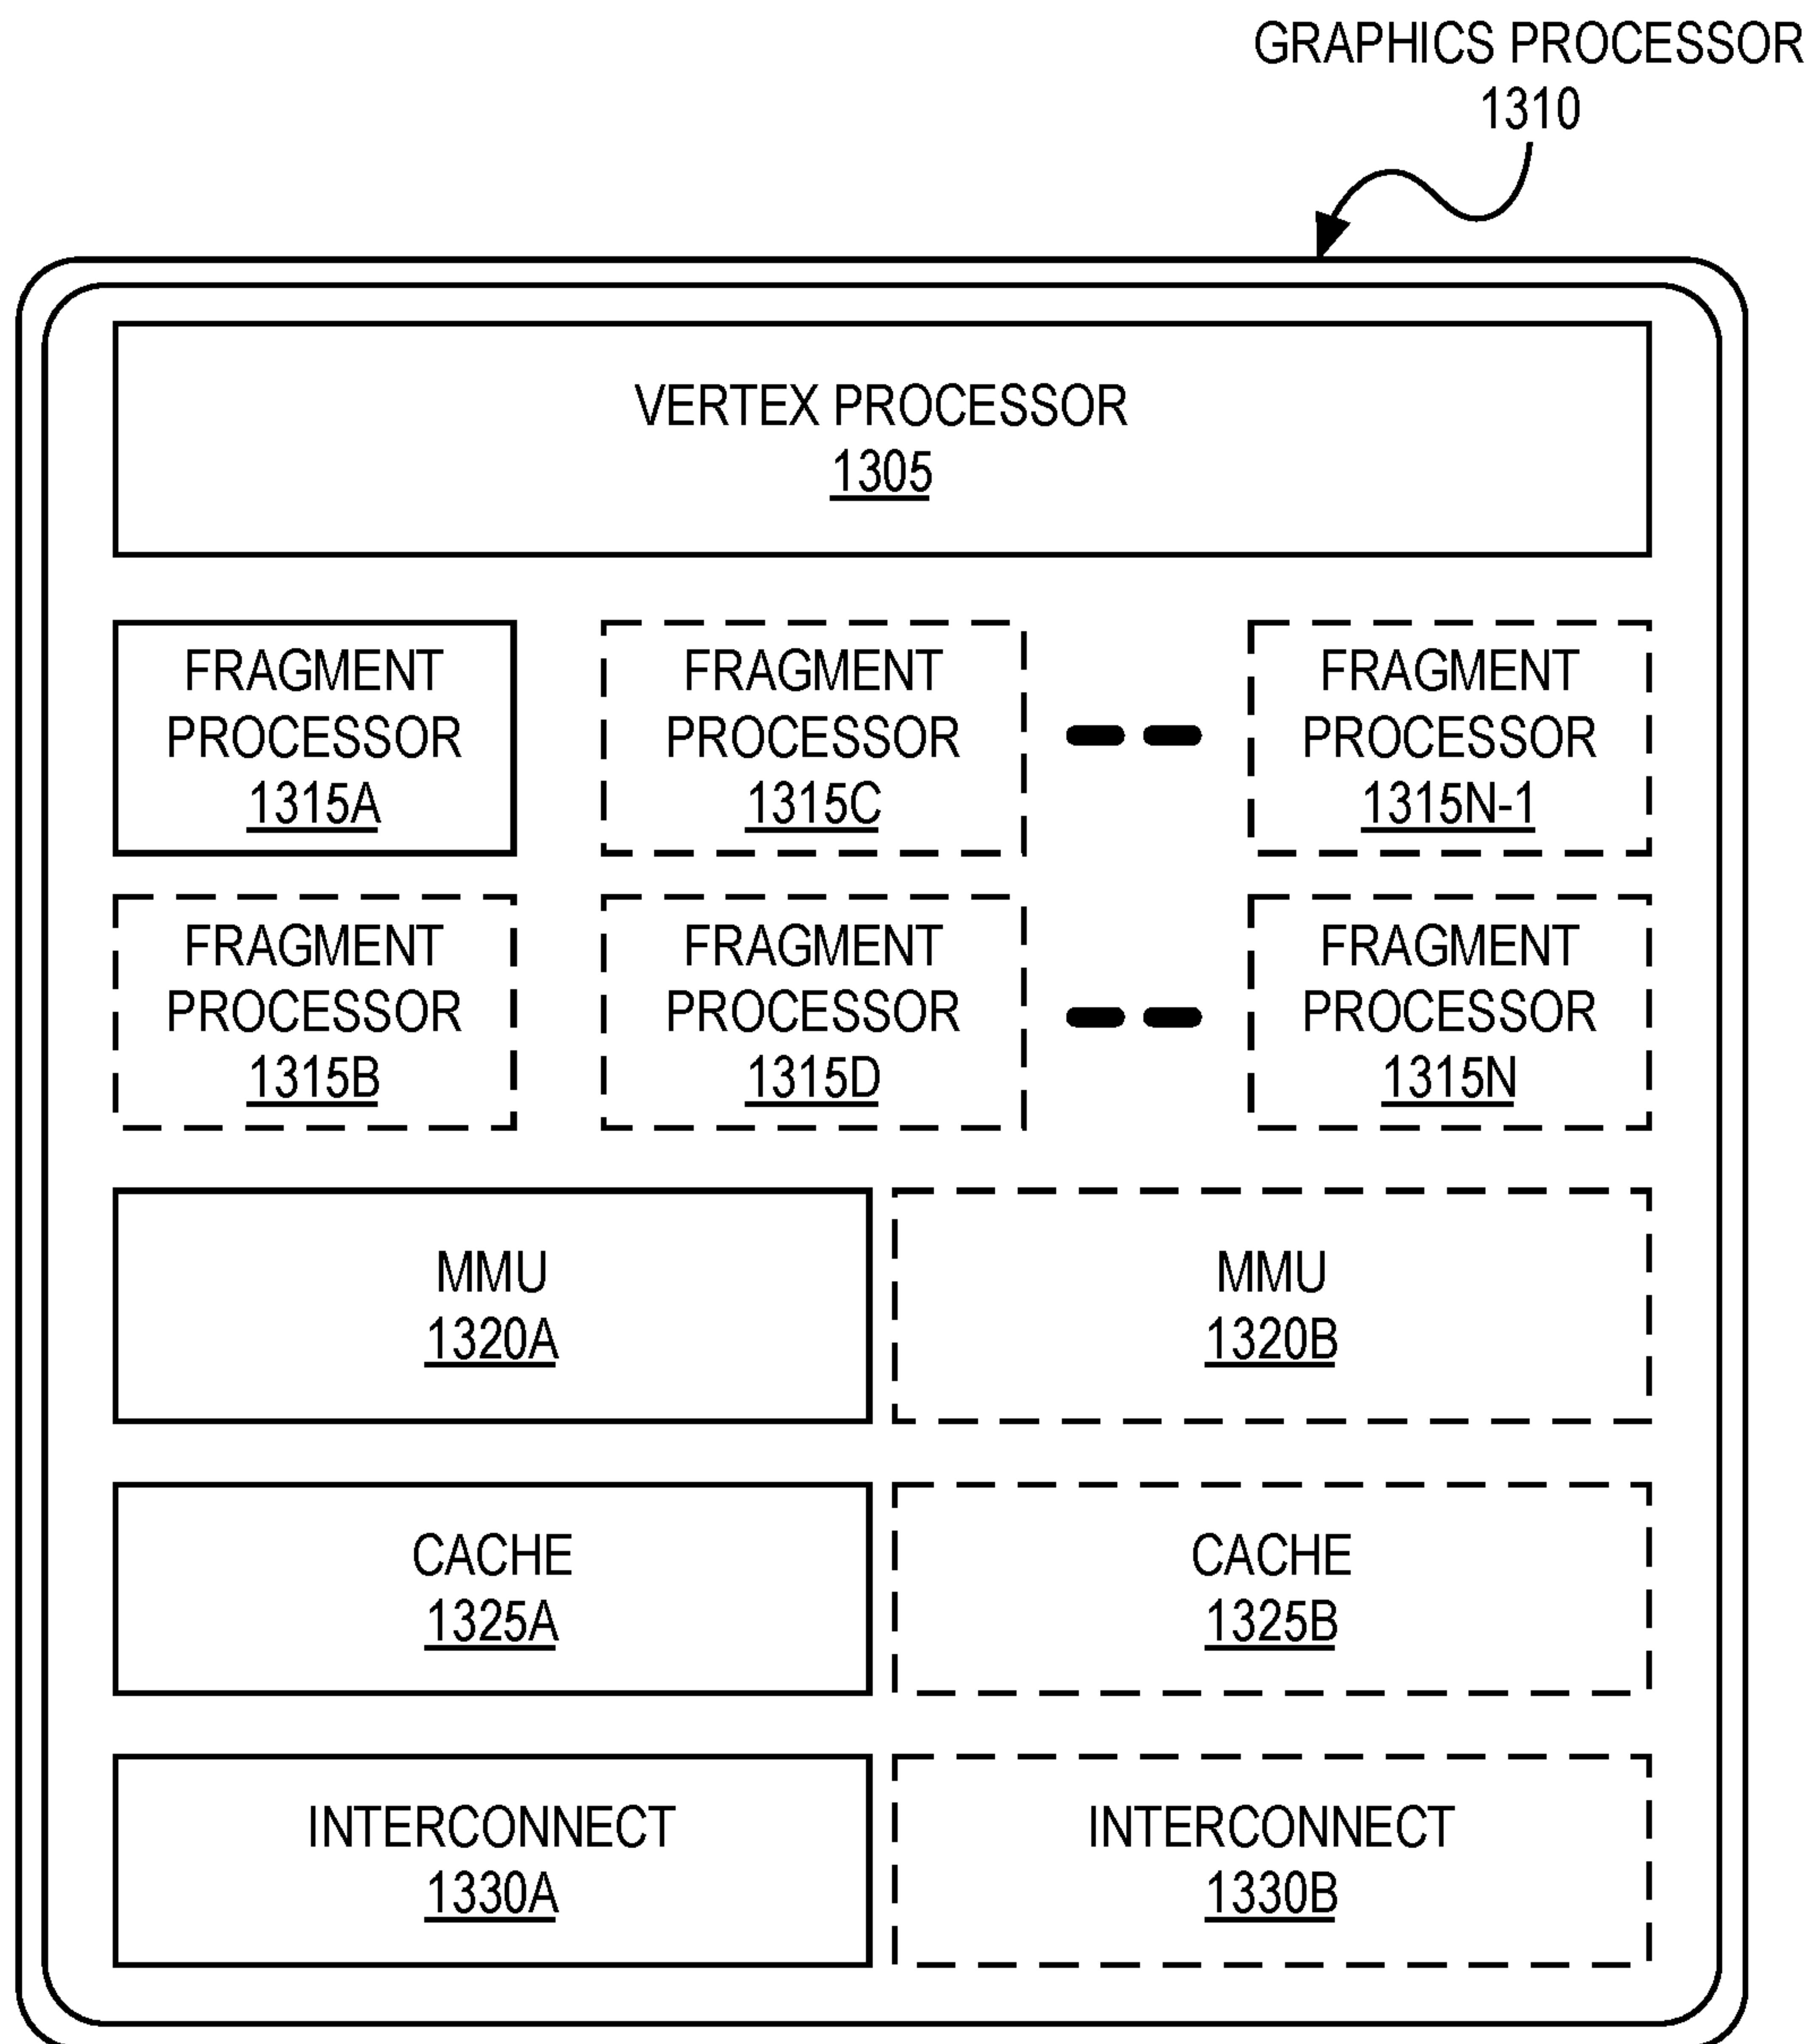 GRAPHICS PROCESSOR
1310
VERTEX PROCESSOR
1305
FRAGMENT
PROCESSOR
1315A
FRAGMENT
PROCESSOR
1315C
FRAGMENT
PROCESSOR
1315N-1
FRAGMENT
PROCESSOR
1315B
FRAGMENT
PROCESSOR
1315D
FRAGMENT
PROCESSOR
1315N
MMU
1320A
MMU
1320B
CACHE
1325A
CACHE
1325B
INTERCONNECT
1330A
INTERCONNECT
1330B